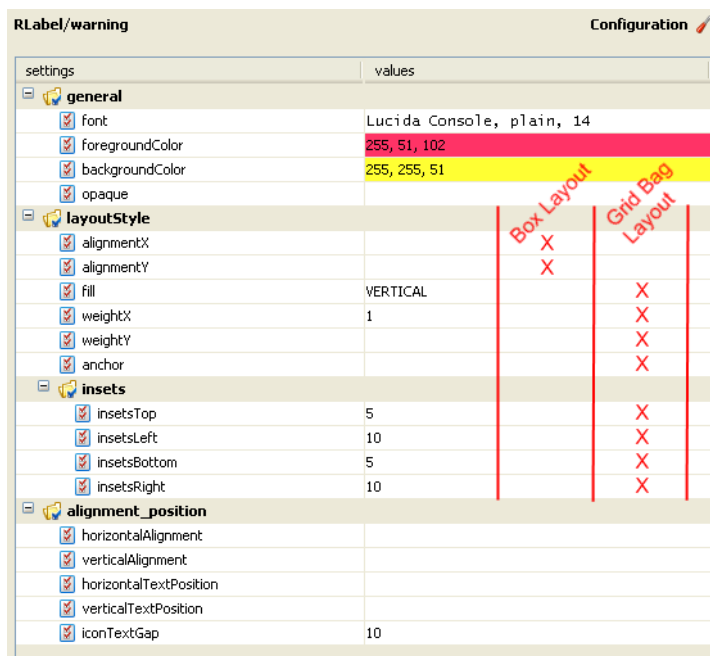 RLabel/warning Configuration
settings values
general
font Lucida Console, plain, 14
foregroundColor 255, 51, 102
backgroundColor 255, 255, 51
opaque
Box Layout
Grid Bag
Layout
layoutStyle
alignmentX X
alignmentY X
fill VERTICAL X
weightX 1 X
weightY X
anchor X
insets
insetsTop 5 X
insetsLeft 10 X
insetsBottom 5 X
insetsRight 10 X
alignment_position
horizontalAlignment
verticalAlignment
horizontalTextPosition
verticalTextPosition
iconTextGap 10